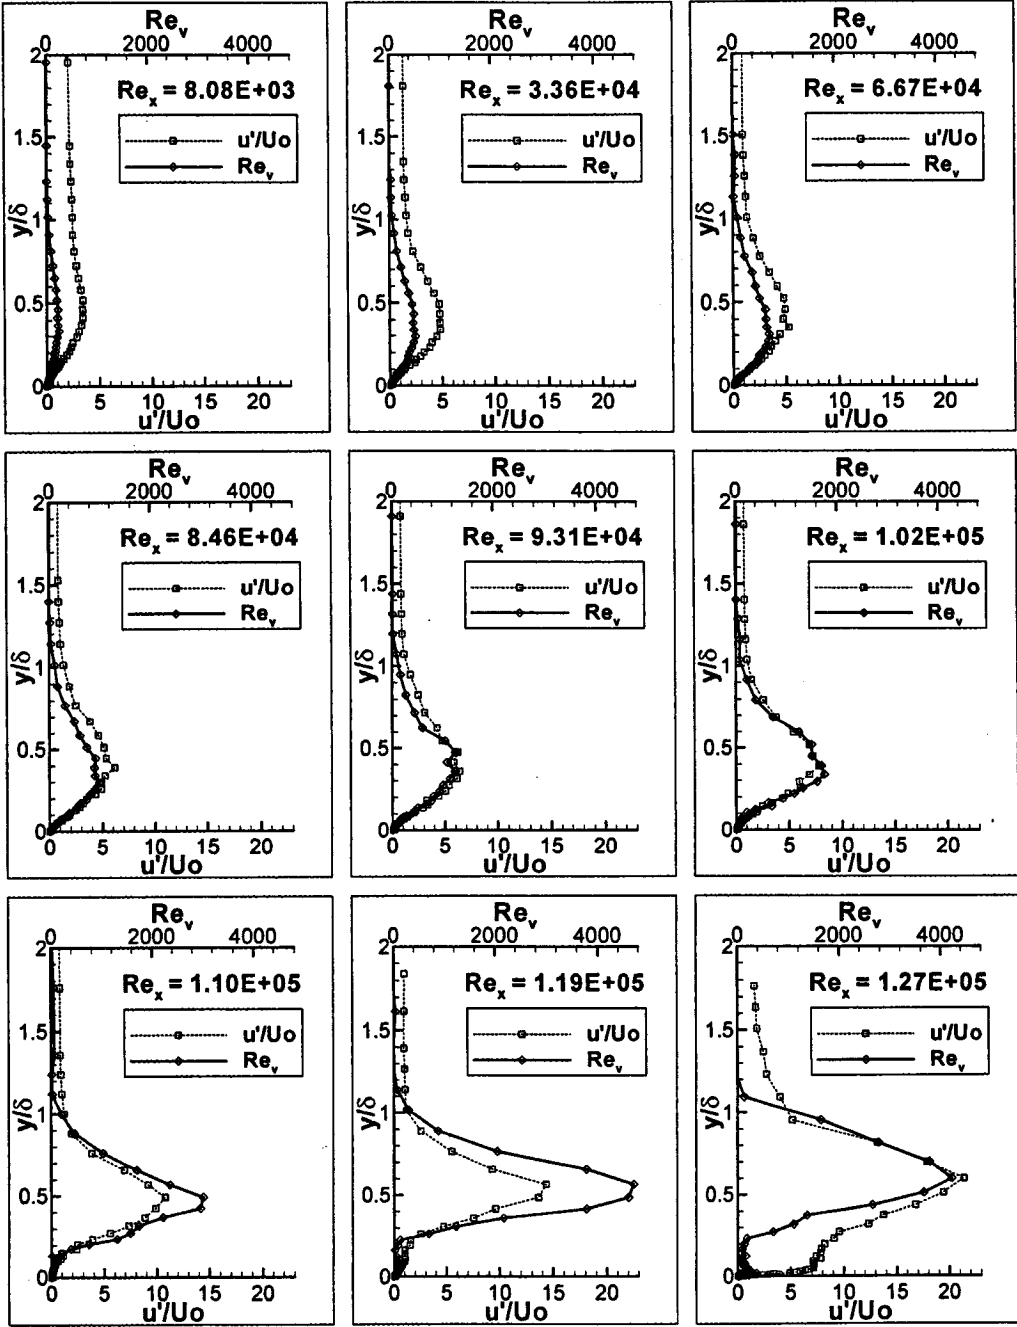 Re_v
0 2000 4000
2
Re_x = 8.08E+03
1.5
u'/Uo
Re_v
y/δ
1
0.5
0
0 5 10 15 20
u'/Uo
Re_v
0 2000 4000
2
Re_x = 3.36E+04
1.5
u'/Uo
Re_v
y/δ
1
0.5
0
0 5 10 15 20
u'/Uo
Re_v
0 2000 4000
2
Re_x = 6.67E+04
1.5
u'/Uo
Re_v
y/δ
1
0.5
0
0 5 10 15 20
u'/Uo
Re_v
0 2000 4000
2
Re_x = 8.46E+04
1.5
u'/Uo
Re_v
y/δ
1
0.5
0
0 5 10 15 20
u'/Uo
Re_v
0 2000 4000
2
Re_x = 9.31E+04
1.5
u'/Uo
Re_v
y/δ
1
0.5
0
0 5 10 15 20
u'/Uo
Re_v
0 2000 4000
2
Re_x = 1.02E+05
1.5
u'/Uo
Re_v
y/δ
1
0.5
0
0 5 10 15 20
u'/Uo
Re_v
0 2000 4000
2
Re_x = 1.10E+05
1.5
u'/Uo
Re_v
y/δ
1
0.5
0
0 5 10 15 20
u'/Uo
Re_v
0 2000 4000
2
Re_x = 1.19E+05
1.5
u'/Uo
Re_v
y/δ
1
0.5
0
0 5 10 15 20
u'/Uo
Re_v
0 2000 4000
2
Re_x = 1.27E+05
1.5
u'/Uo
Re_v
y/δ
1
0.5
0
0 5 10 15 20
u'/Uo